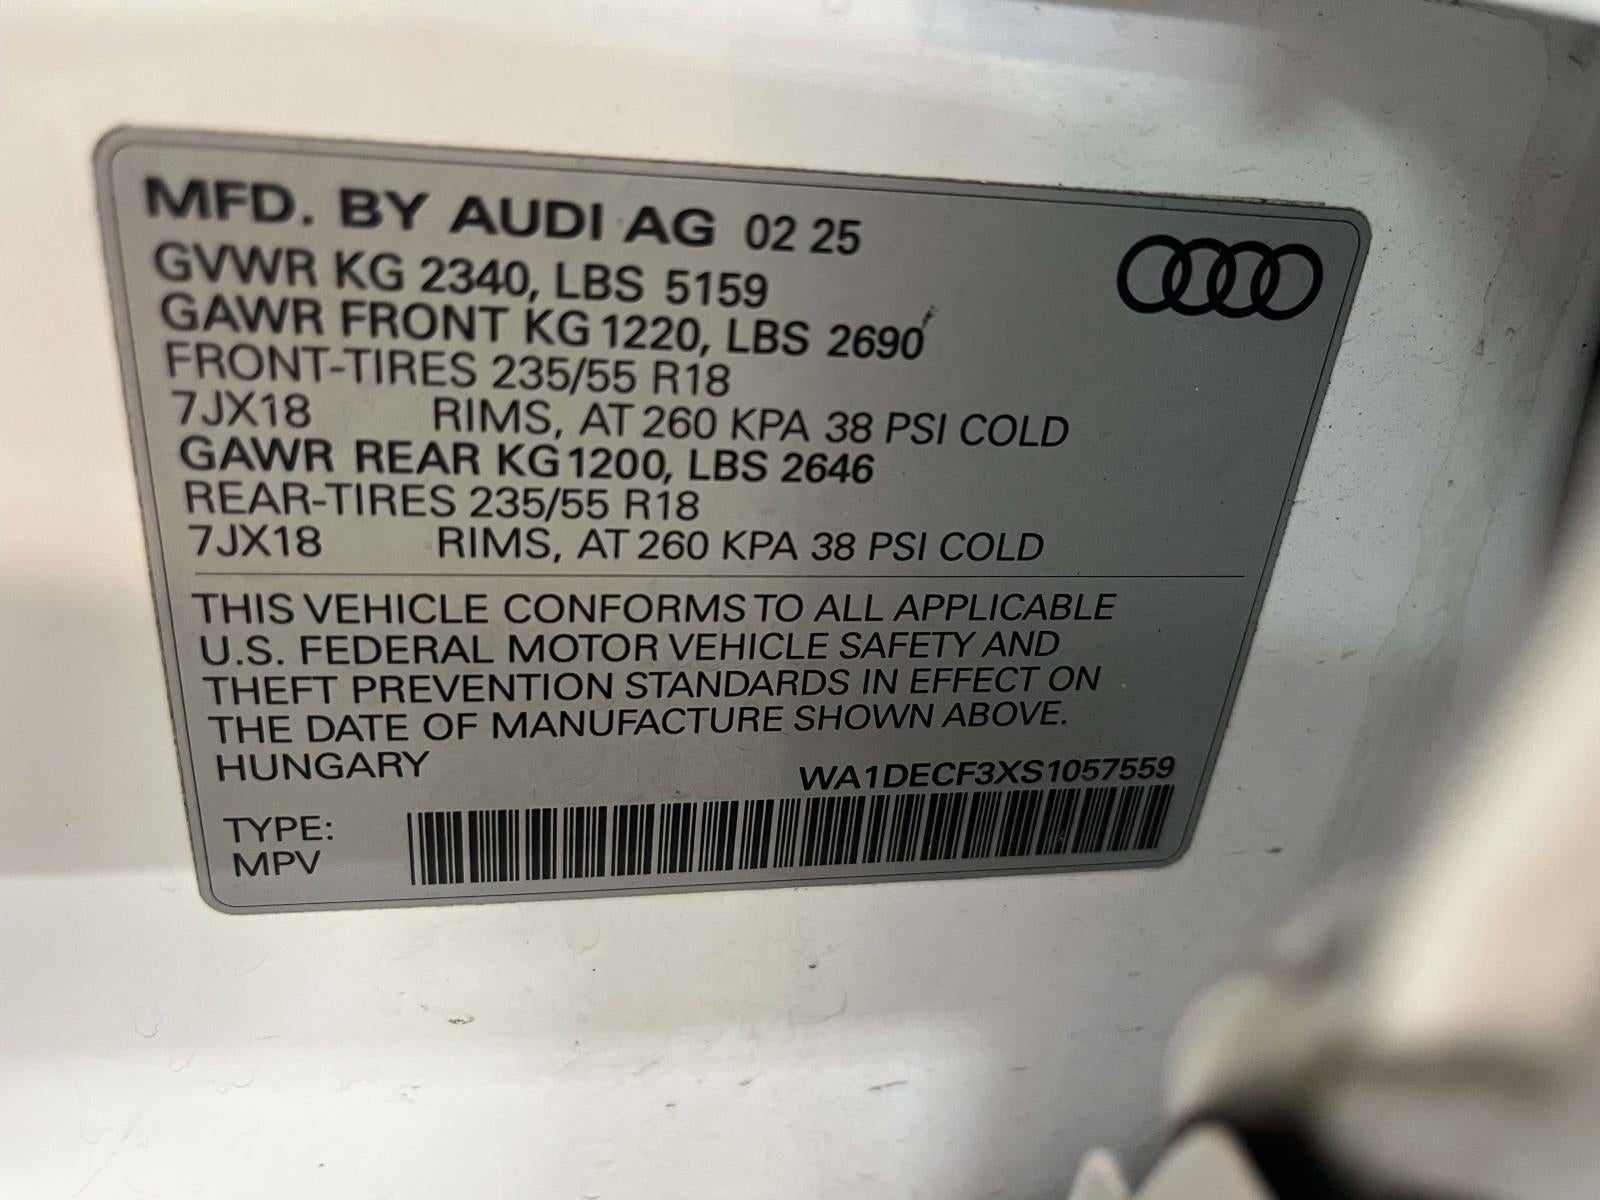 MFD. BY AUDI AG 02 25
GVWR KG 2340, LBS 5159
GAWR FRONT KG 1220, LBS 2690
FRONT-TIRES 235/55 R18
7JX18 RIMS, AT 260 KPA 38 PSI COLD
GAWR REAR KG 1200, LBS 2646
REAR-TIRES 235/55 R18
7JX18 RIMS, AT 260 KPA 38 PSI COLD
THIS VEHICLE CONFORMS TO ALL APPLICABLE
U.S. FEDERAL MOTOR VEHICLE SAFETY AND
THEFT PREVENTION STANDARDS IN EFFECT ON
THE DATE OF MANUFACTURE SHOWN ABOVE.
HUNGARY
WA1DECF3XS1057559
TYPE:
MPV